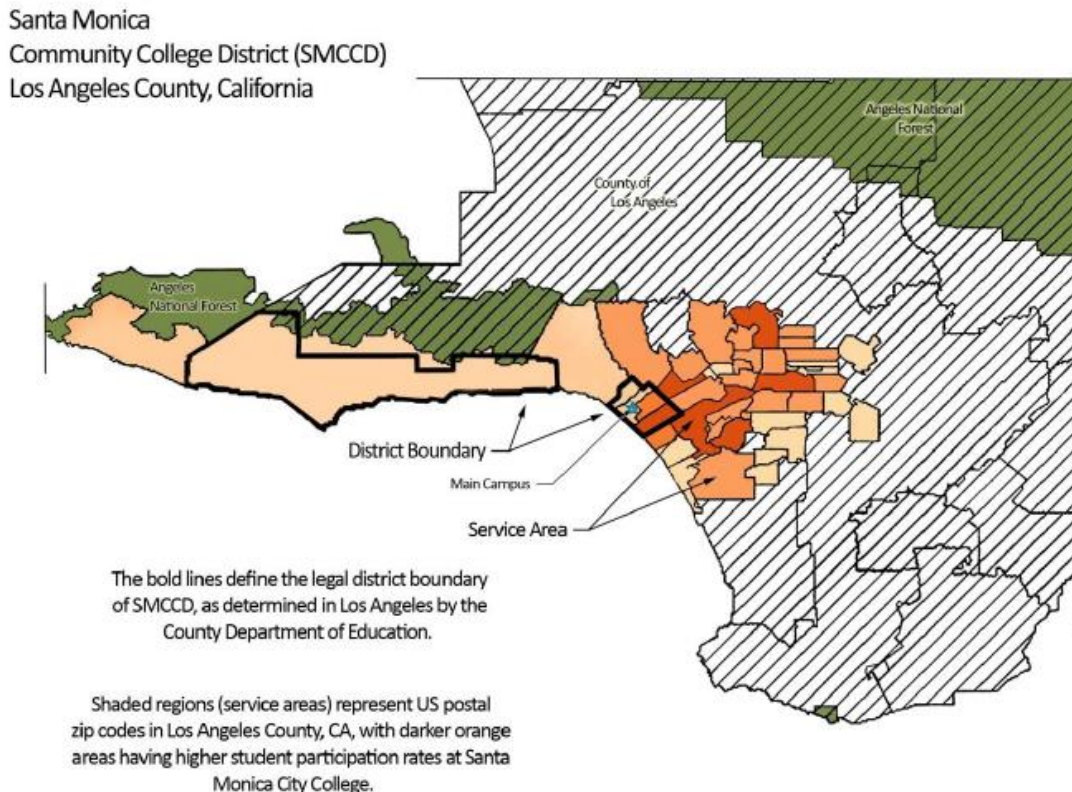 Santa Monica
Community College District (SMCCD)
Los Angeles County, California
Angeles National
Forest
County of
Los Angeles
Angeles
National Forest
District Boundary
Main Campus
Service Area
The bold lines define the legal district boundary
of SMCCD, as determined in Los Angeles by the
County Department of Education.
Shaded regions (service areas) represent US postal
zip codes in Los Angeles County, CA, with darker orange
areas having higher student participation rates at Santa
Monica City College.